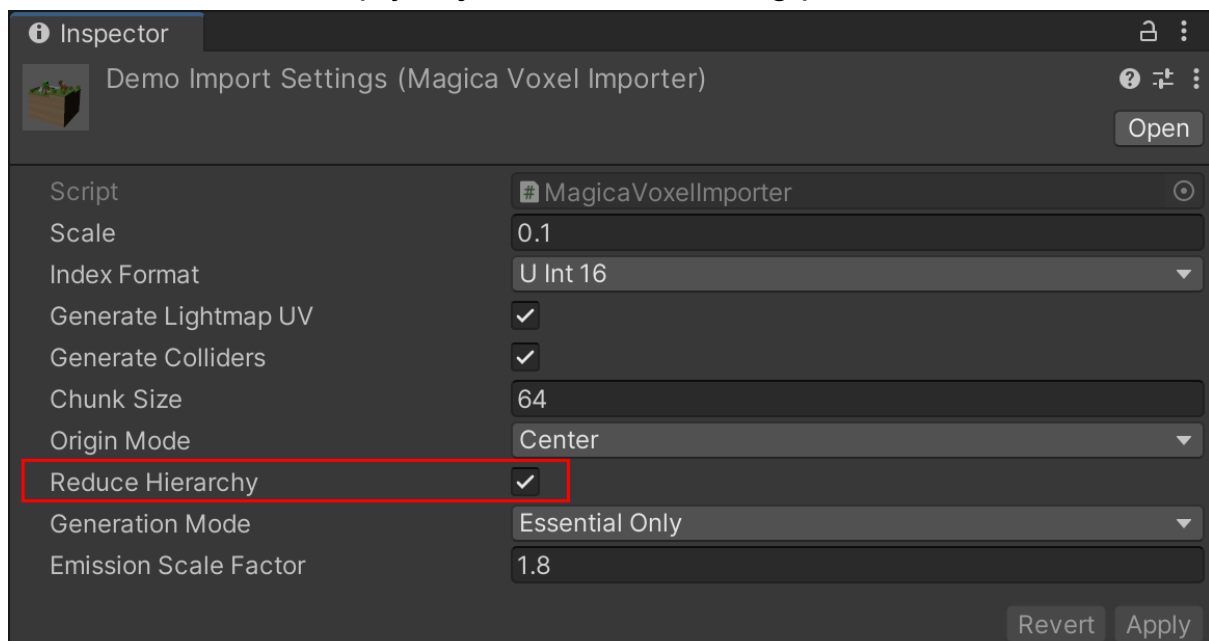 Inspector
Demo Import Settings (Magica Voxel Importer)
Open
Script # MagicaVoxelImporter
Scale 0.1
Index Format U Int 16
Generate Lightmap UV
Generate Colliders
Chunk Size 64
Origin Mode Center
Reduce Hierarchy
Generation Mode Essential Only
Emission Scale Factor 1.8
Revert Apply